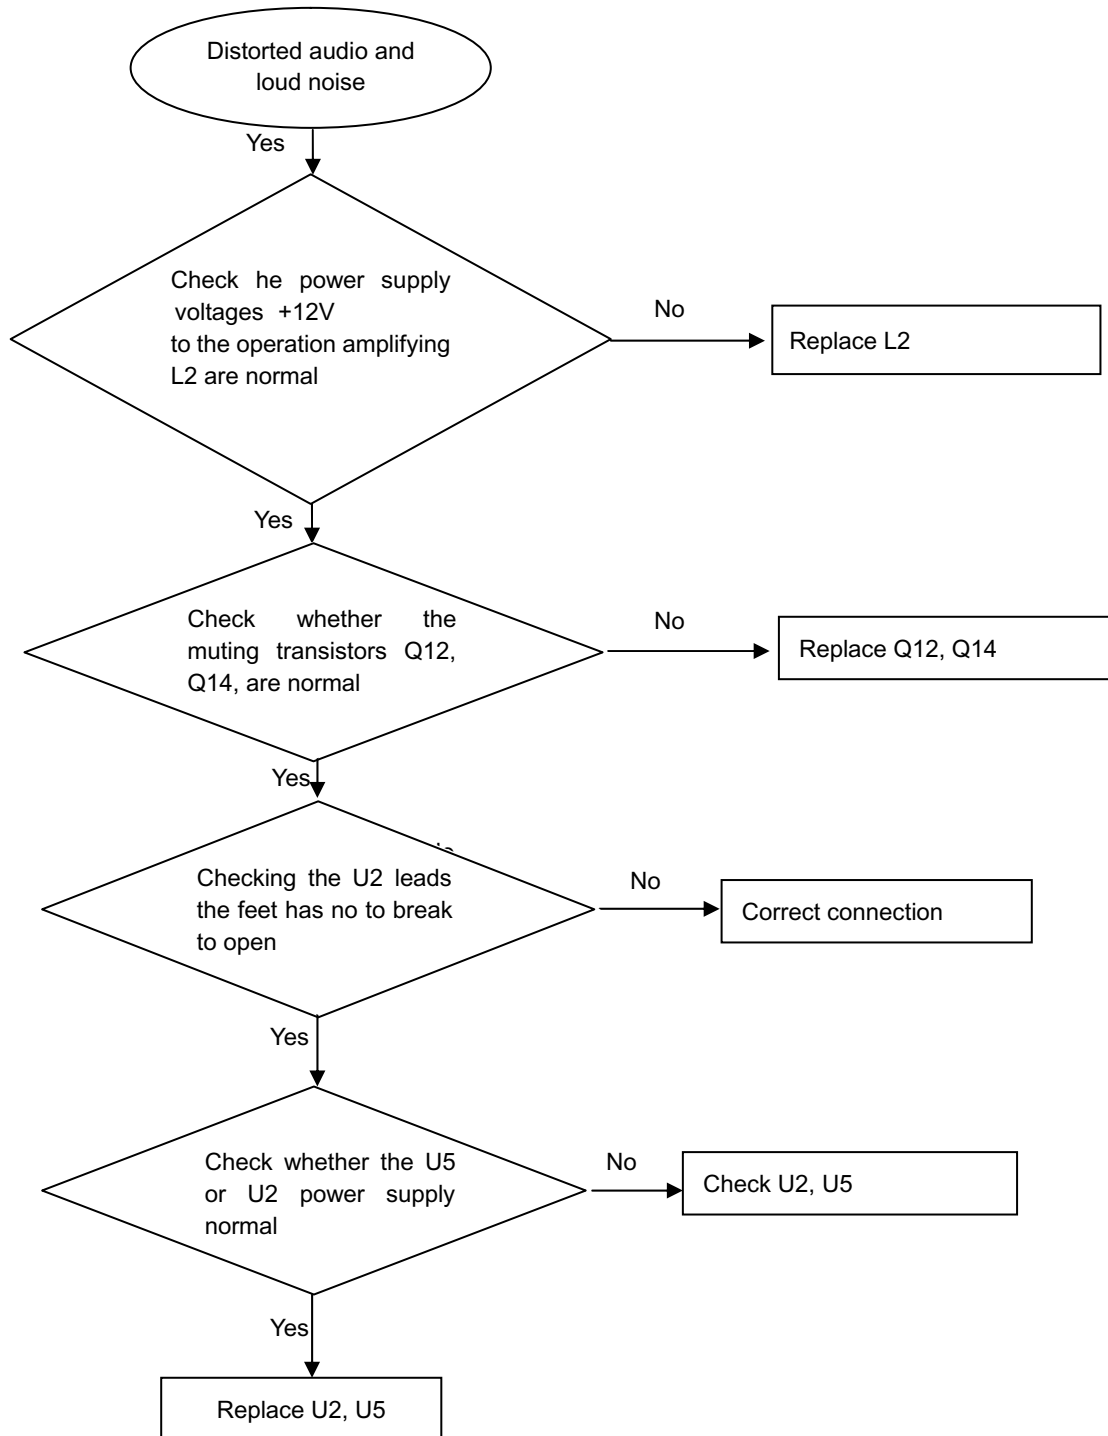 Distorted audio and
loud noise
Yes
Check he power supply
voltages +12V
to the operation amplifying
L2 are normal
No
Replace L2
Yes
Check whether the
muting transistors Q12,
Q14, are normal
No
Replace Q12, Q14
Yes
Checking the U2 leads
the feet has no to break
to open
No
Correct connection
Yes
Check whether the U5
or U2 power supply
normal
No
Check U2, U5
Yes
Replace U2, U5